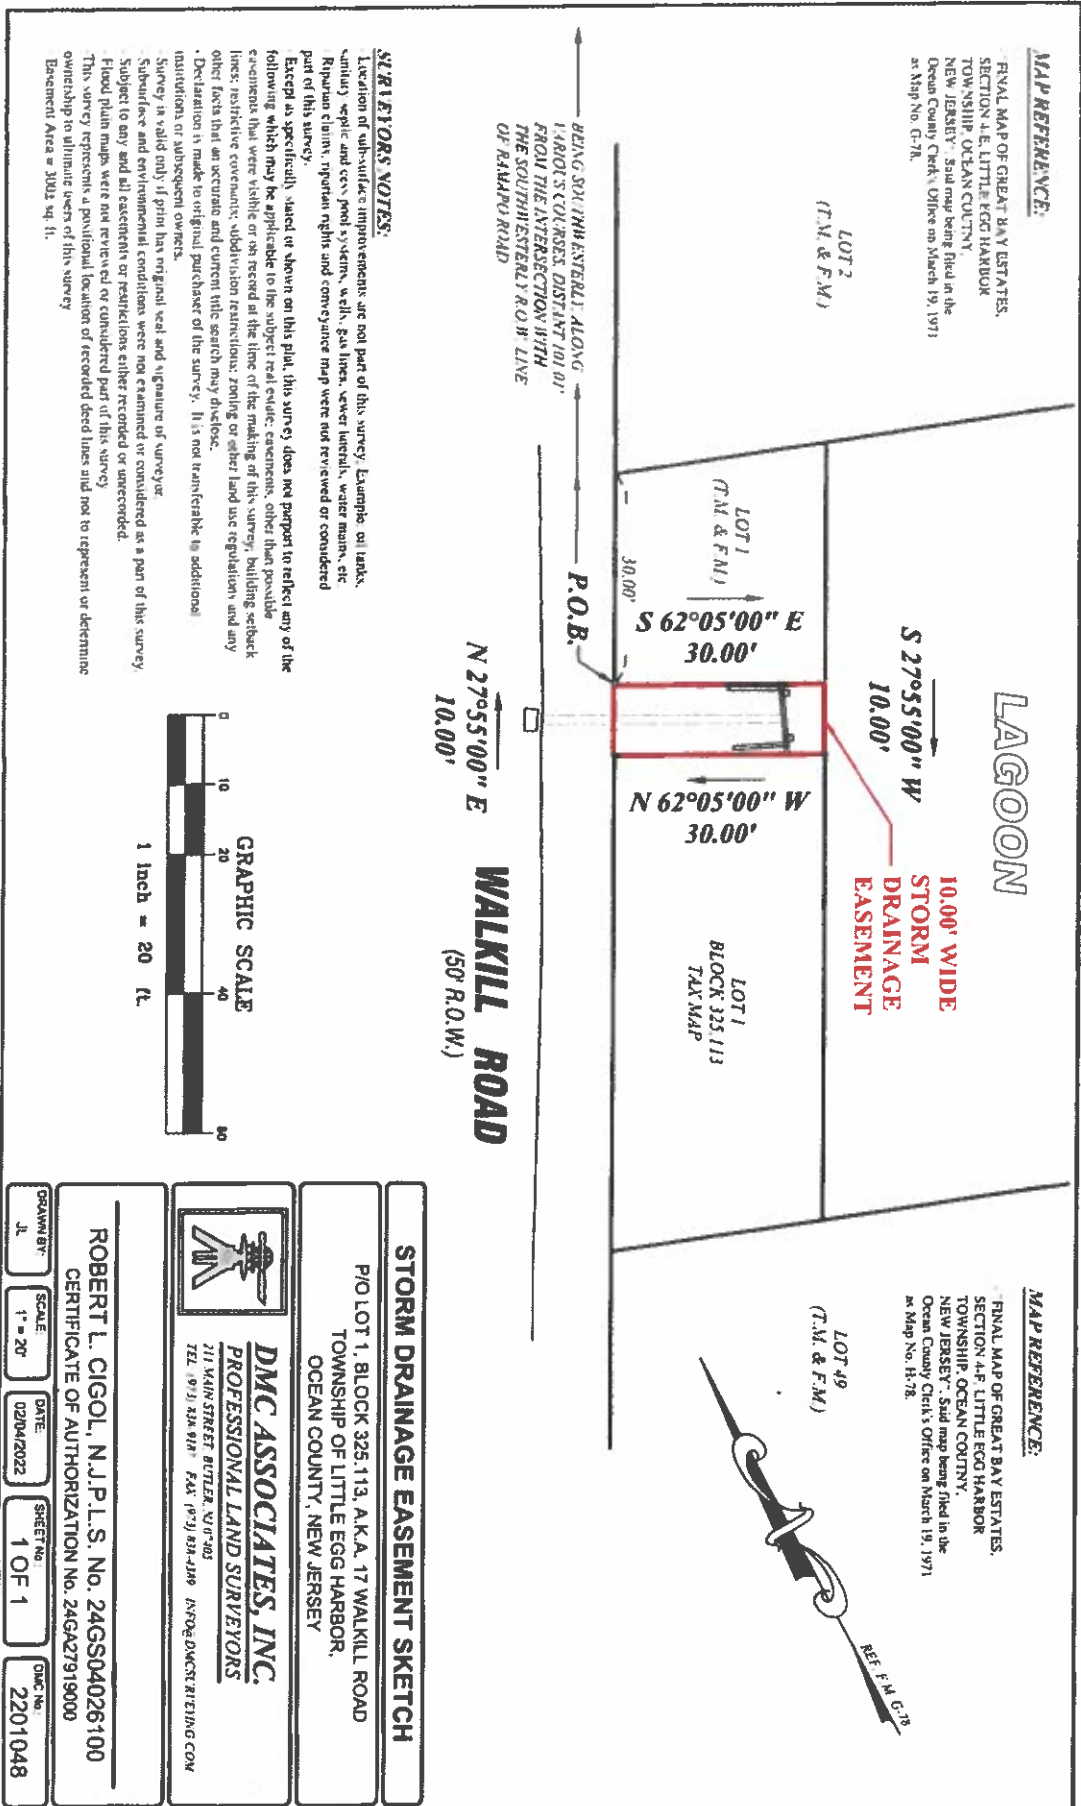 MAP REFERENCE:
"FINAL MAP OF GREAT BAY ESTATES,
SECTION 4-E, LITTLE EGG HARBOR
TOWNSHIP, OCEAN COUTNY,
NEW JERSEY". Said map being filed in the
Ocean County Clerk's Office on March 19, 1971
as Map No. G-78.
LOT 2
(T.M. & F.M.)
LAGOON
MAP REFERENCE:
"FINAL MAP OF GREAT BAY ESTATES,
SECTION 4-F, LITTLE EGG HARBOR
TOWNSHIP, OCEAN COUTNY,
NEW JERSEY". Said map being filed in the
Ocean County Clerk's Office on March 19, 1971
as Map No. H-78.
LOT 49
(T.M. & F.M.)
REF: F.M. G-78
S 27°55'00" W
10.00'
10.00' WIDE
STORM
DRAINAGE
EASEMENT
LOT 1
(T.M. & F.M.)
30.00'
S 62°05'00" E
30.00'
N 62°05'00" W
30.00'
LOT 1
BLOCK 325.113
TAX MAP
P.O.B.
BEING SOUTHWESTERLY, ALONG
VARIOUS COURSES, DISTANT 101.01'
FROM THE INTERSECTION WITH
THE SOUTHWESTERLY R.O.W. LINE
OF RAMAPO ROAD
N 27°55'00" E
10.00'
WALKILL ROAD
(50' R.O.W.)
SURVEYORS NOTES:
- Location of sub-surface improvements are not part of this survey. Example: oil tanks,
sanitary septic and cess pool systems, wells, gas lines, sewer laterals, water mains, etc.
- Riparian claims, riparian rights and conveyance map were not reviewed or considered
part of this survey.
- Except as specifically stated or shown on this plat, this survey does not purport to reflect any of the
following which may be applicable to the subject real estate: easements, other than possible
easements that were visible or on record at the time of the making of this survey; building setback
lines; restrictive covenants; subdivision restrictions; zoning or other land use regulations and any
other facts that an accurate and current title search may disclose.
- Declaration is made to original purchaser of the survey. It is not transferable to additional
institutions or subsequent owners.
- Survey is valid only if print has original seal and signature of surveyor.
- Subsurface and environmental conditions were not examined or considered as a part of this survey.
- Subject to any and all easements or restrictions either recorded or unrecorded.
- Flood plain maps were not reviewed or considered part of this survey
- This survey represents a positional location of recorded deed lines and not to represent or determine
ownership to ultimate users of this survey
- Easement Area = 300± sq. ft.
GRAPHIC SCALE
0 10 20 40 80
1 inch = 20 ft.
STORM DRAINAGE EASEMENT SKETCH
P/O LOT 1, BLOCK 325.113, A.K.A. 17 WALKILL ROAD
TOWNSHIP OF LITTLE EGG HARBOR,
OCEAN COUNTY, NEW JERSEY
DMC ASSOCIATES, INC.
PROFESSIONAL LAND SURVEYORS
211 MAIN STREET, BUTLER, NJ 07405
TEL (973) 838-9187 FAX (973) 838-4389 INFO@DMCSURVEYING.COM
ROBERT L. CIGOL, N.J.P.L.S. No. 24GS04026100
CERTIFICATE OF AUTHORIZATION No. 24GA27919000
DRAWN BY:
JL
SCALE:
1" = 20'
DATE:
02/04/2022
SHEET No.:
1 OF 1
DMC No.:
2201048